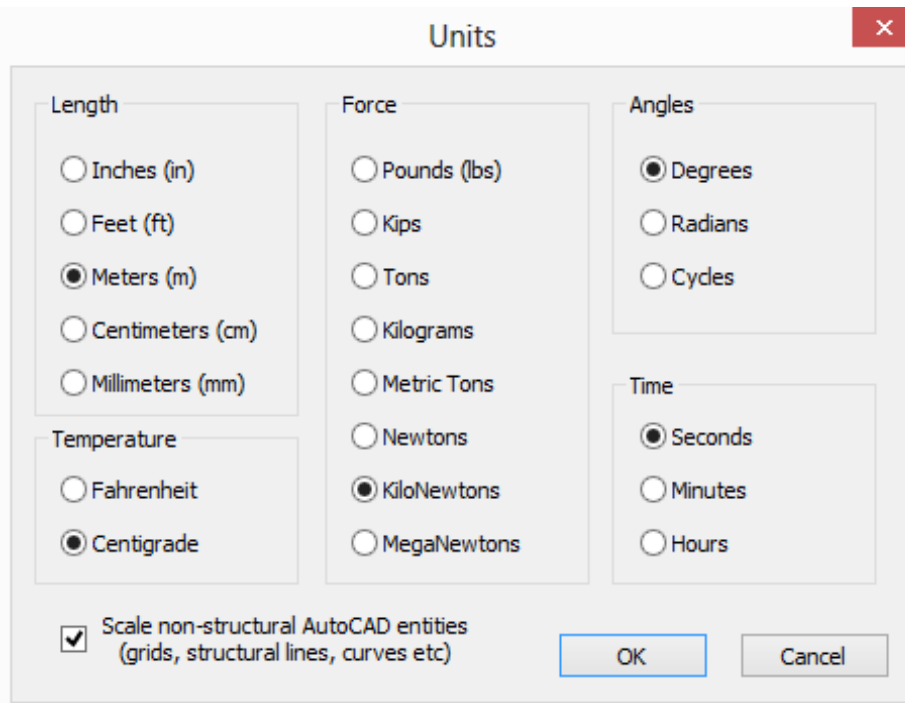 Units
Length
Inches (in)
Feet (ft)
Meters (m)
Centimeters (cm)
Millimeters (mm)
Temperature
Fahrenheit
Centigrade
Force
Pounds (lbs)
Kips
Tons
Kilograms
Metric Tons
Newtons
KiloNewtons
MegaNewtons
Angles
Degrees
Radians
Cycles
Time
Seconds
Minutes
Hours
Scale non-structural AutoCAD entities
(grids, structural lines, curves etc)
OK
Cancel